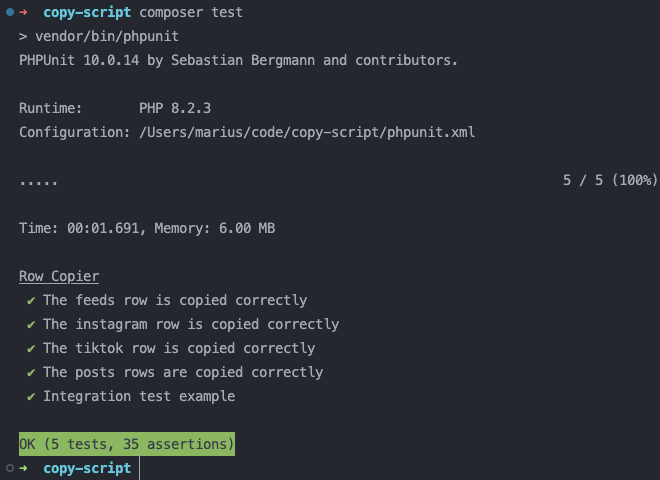 ➜ copy-script composer test
> vendor/bin/phpunit
PHPUnit 10.0.14 by Sebastian Bergmann and contributors.
Runtime:       PHP 8.2.3
Configuration: /Users/marius/code/copy-script/phpunit.xml
.....                                                               5 / 5 (100%)
Time: 00:01.691, Memory: 6.00 MB
Row Copier
✔ The feeds row is copied correctly
✔ The instagram row is copied correctly
✔ The tiktok row is copied correctly
✔ The posts rows are copied correctly
✔ Integration test example
OK (5 tests, 35 assertions)
➜ copy-script